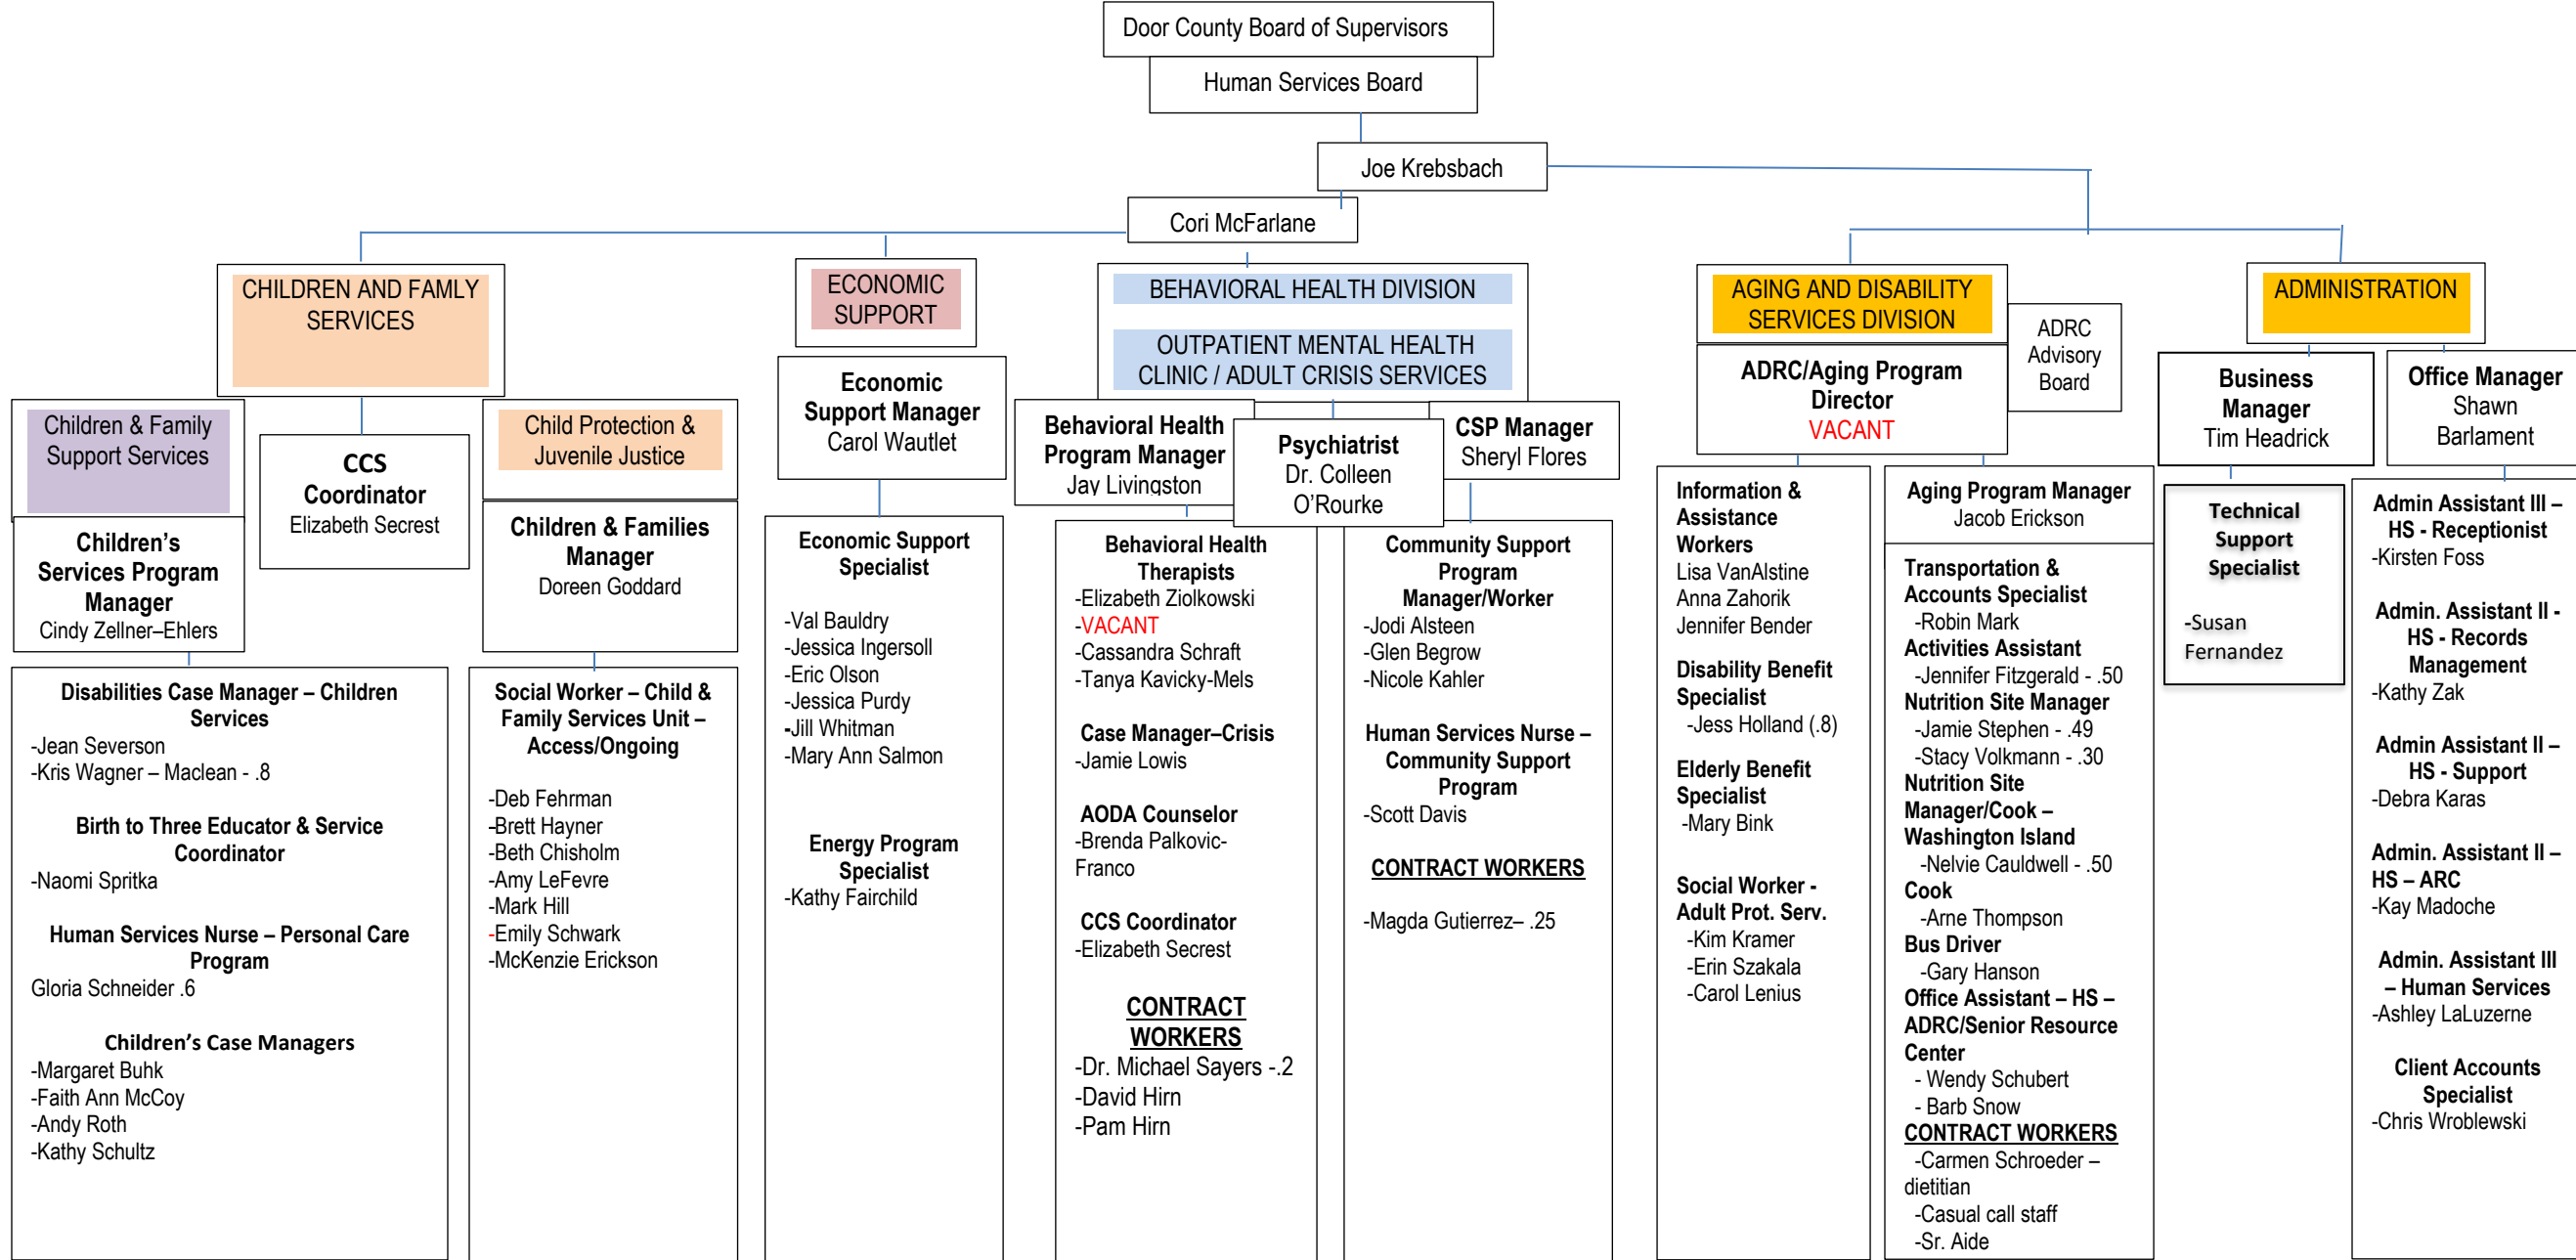 Door County Board of Supervisors
Human Services Board
Joe Krebsbach
Cori McFarlane
CHILDREN AND FAMLY
SERVICES
Children & Family
Support Services
Children's
Services Program
Manager
Cindy Zellner–Ehlers
Disabilities Case Manager – Children
Services
-Jean Severson
-Kris Wagner – Maclean - .8
Birth to Three Educator & Service
Coordinator
-Naomi Spritka
Human Services Nurse – Personal Care
Program
Gloria Schneider .6
Children's Case Managers
-Margaret Buhk
-Faith Ann McCoy
-Andy Roth
-Kathy Schultz
CCS
Coordinator
Elizabeth Secrest
Child Protection &
Juvenile Justice
Children & Families
Manager
Doreen Goddard
Social Worker – Child &
Family Services Unit –
Access/Ongoing
-Deb Fehrman
-Brett Hayner
-Beth Chisholm
-Amy LeFevre
-Mark Hill
-Emily Schwark
-McKenzie Erickson
ECONOMIC
SUPPORT
Economic
Support Manager
Carol Wautlet
Economic Support
Specialist
-Val Bauldry
-Jessica Ingersoll
-Eric Olson
-Jessica Purdy
-Jill Whitman
-Mary Ann Salmon
Energy Program
Specialist
-Kathy Fairchild
BEHAVIORAL HEALTH DIVISION
OUTPATIENT MENTAL HEALTH
CLINIC / ADULT CRISIS SERVICES
Behavioral Health
Program Manager
Jay Livingston
Behavioral Health
Therapists
-Elizabeth Ziolkowski
-VACANT
-Cassandra Schraft
-Tanya Kavicky-Mels
Case Manager–Crisis
-Jamie Lowis
AODA Counselor
-Brenda Palkovic-
Franco
CCS Coordinator
-Elizabeth Secrest
CONTRACT
WORKERS
-Dr. Michael Sayers -.2
-David Hirn
-Pam Hirn
Psychiatrist
Dr. Colleen
O'Rourke
CSP Manager
Sheryl Flores
Community Support
Program
Manager/Worker
-Jodi Alsteen
-Glen Begrow
-Nicole Kahler
Human Services Nurse –
Community Support
Program
-Scott Davis
CONTRACT WORKERS
-Magda Gutierrez– .25
AGING AND DISABILITY
SERVICES DIVISION
ADRC
Advisory
Board
ADRC/Aging Program
Director
VACANT
Information &
Assistance
Workers
Lisa VanAlstine
Anna Zahorik
Jennifer Bender
Disability Benefit
Specialist
-Jess Holland (.8)
Elderly Benefit
Specialist
-Mary Bink
Social Worker -
Adult Prot. Serv.
-Kim Kramer
-Erin Szakala
-Carol Lenius
Aging Program Manager
Jacob Erickson
Transportation &
Accounts Specialist
-Robin Mark
Activities Assistant
-Jennifer Fitzgerald - .50
Nutrition Site Manager
-Jamie Stephen - .49
-Stacy Volkmann - .30
Nutrition Site
Manager/Cook –
Washington Island
-Nelvie Cauldwell - .50
Cook
-Arne Thompson
Bus Driver
-Gary Hanson
Office Assistant – HS –
ADRC/Senior Resource
Center
- Wendy Schubert
- Barb Snow
CONTRACT WORKERS
-Carmen Schroeder –
dietitian
-Casual call staff
-Sr. Aide
ADMINISTRATION
Business
Manager
Tim Headrick
Technical
Support
Specialist
-Susan
Fernandez
Office Manager
Shawn
Barlament
Admin Assistant III –
HS - Receptionist
-Kirsten Foss
Admin. Assistant II -
HS - Records
Management
-Kathy Zak
Admin Assistant II –
HS - Support
-Debra Karas
Admin. Assistant II –
HS – ARC
-Kay Madoche
Admin. Assistant III
– Human Services
-Ashley LaLuzerne
Client Accounts
Specialist
-Chris Wroblewski